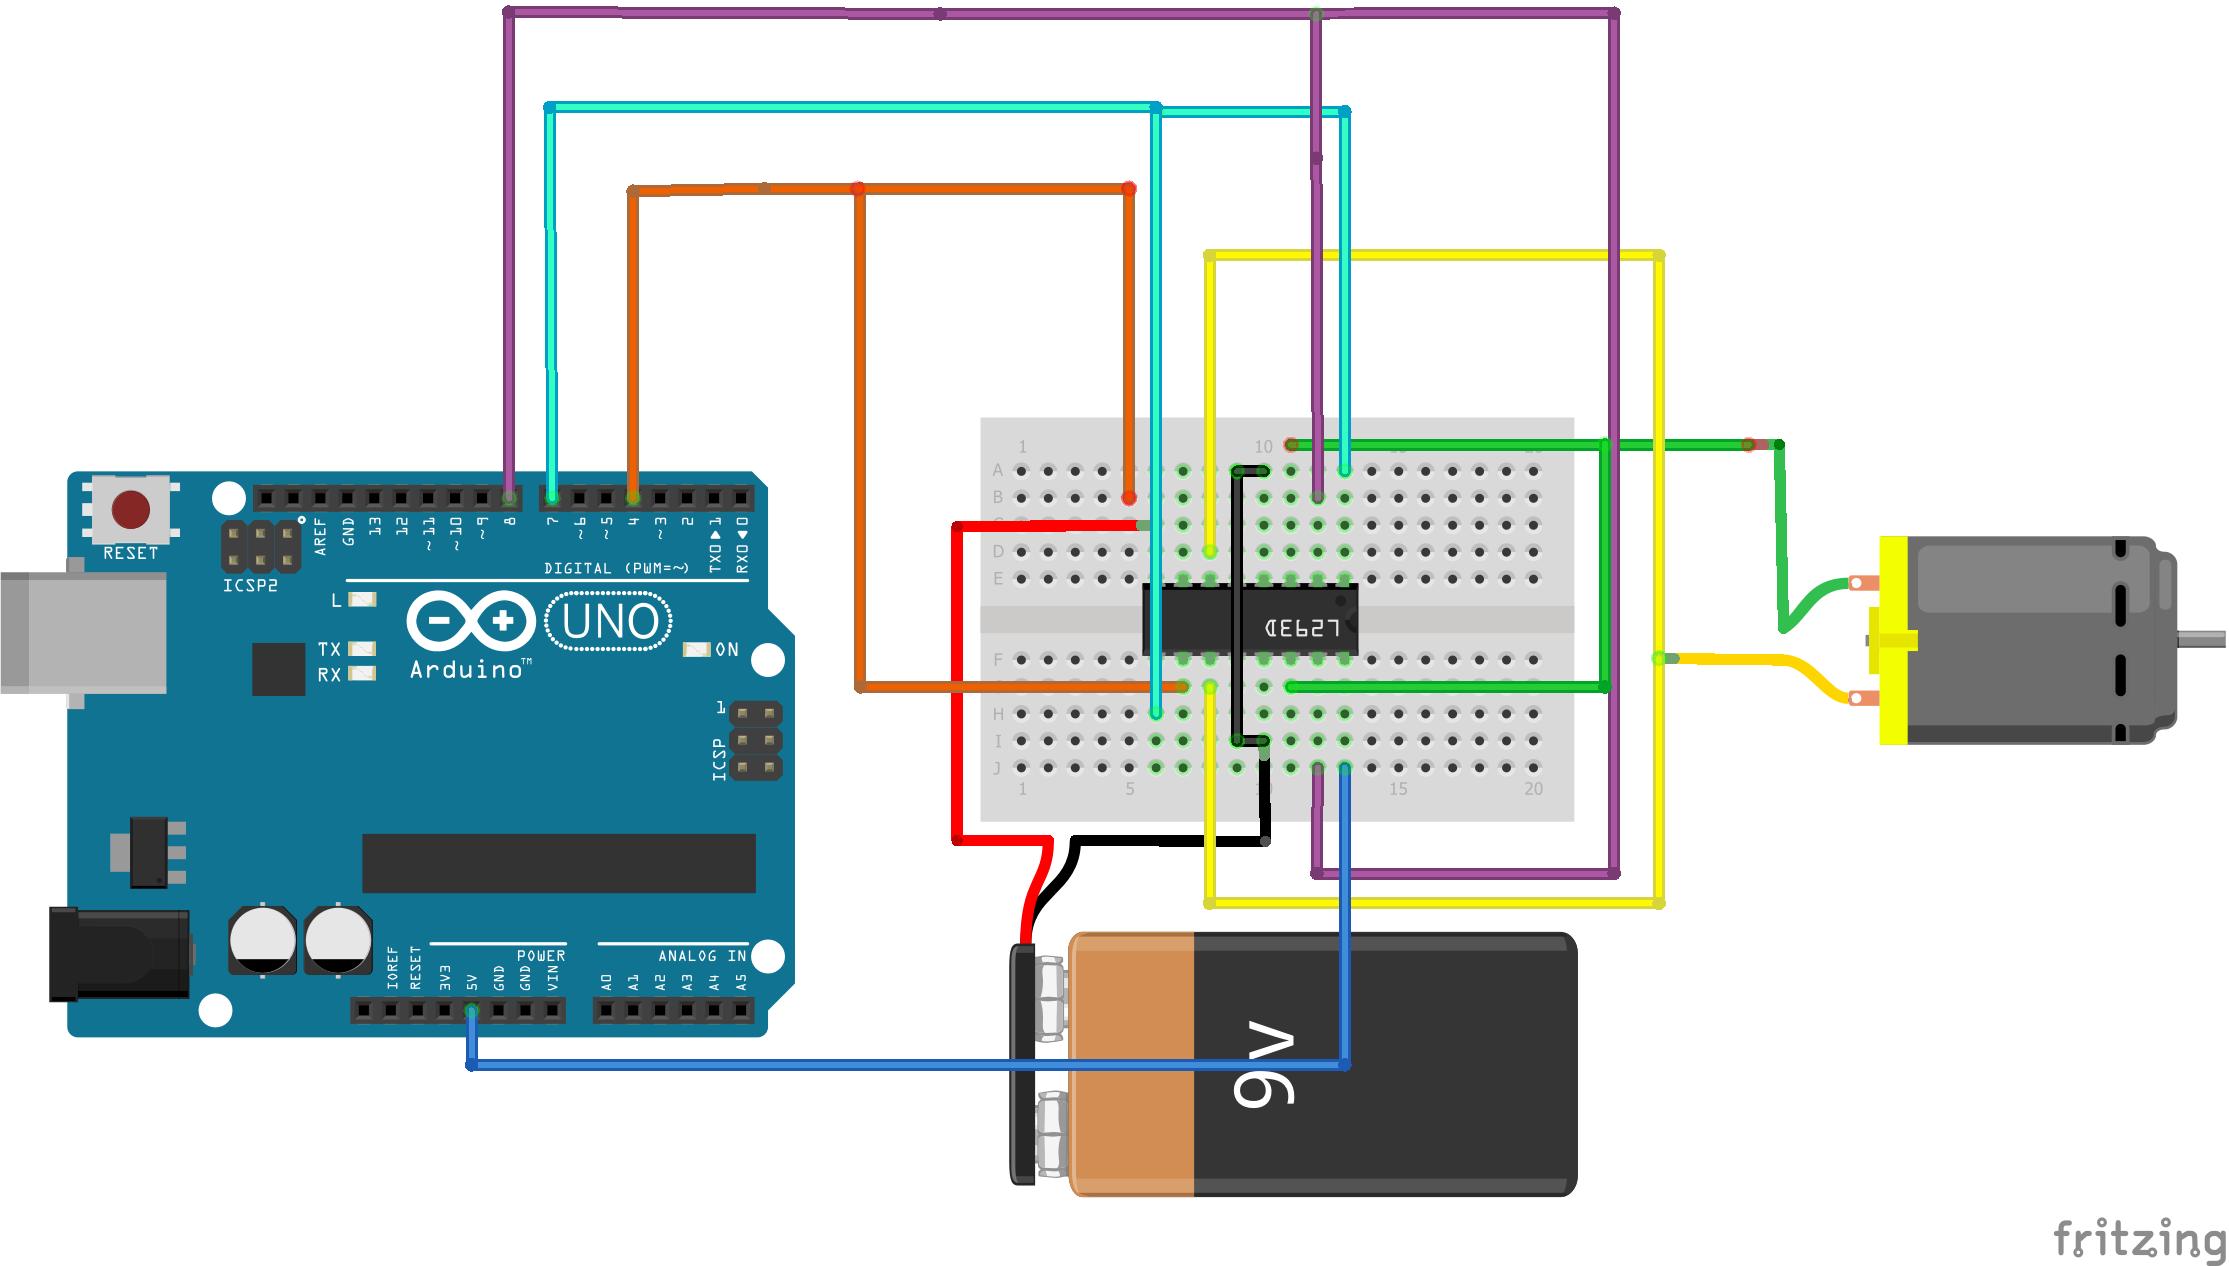 RESET
ICSP2
AREF
GND
13
12
~11
~10
~9
8
7
~6
~5
4
~3
2
TX0▶1
RX0◀0
DIGITAL (PWM=~)
L
TX
RX
UNO
ON
Arduino™
1
ICSP
IOREF
RESET
3V3
5V
GND
GND
VIN
POWER
ANALOG IN
A0
A1
A2
A3
A4
A5
1
10
A
B
D
E
L293D
F
H
I
J
1
5
15
20
9v
fritzing